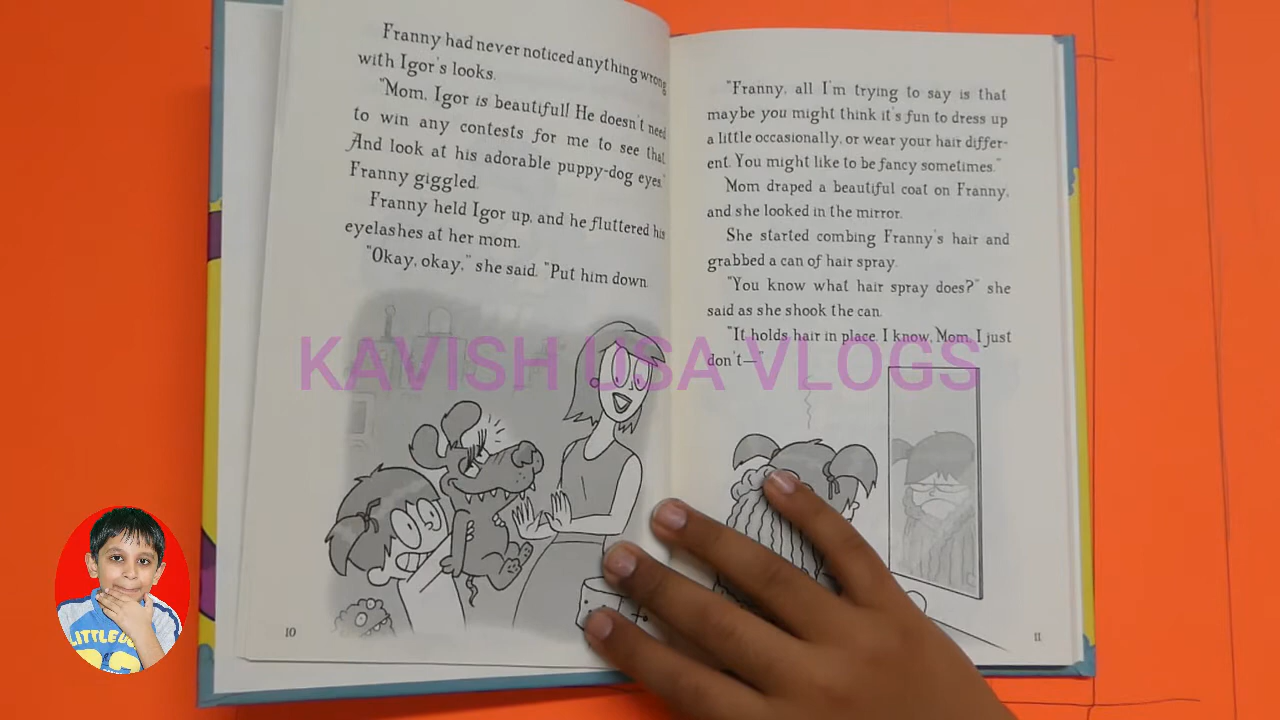 Franny had never noticed anything wrong
with Igor's looks.
"Mom, Igor is beautiful! He doesn't need
to win any contests for me to see that.
And look at his adorable puppy-dog eyes."
Franny giggled.
Franny held Igor up, and he fluttered his
eyelashes at her mom.
"Okay, okay," she said. "Put him down.
10
"Franny, all I'm trying to say is that
maybe you might think it's fun to dress up
a little occasionally, or wear your hair differ-
ent. You might like to be fancy sometimes."
Mom draped a beautiful coat on Franny,
and she looked in the mirror.
She started combing Franny's hair and
grabbed a can of hair spray.
"You know what hair spray does?" she
said as she shook the can.
"It holds hair in place. I know, Mom, I just
don't—"
11
KAVISH USA VLOGS
LITTLE